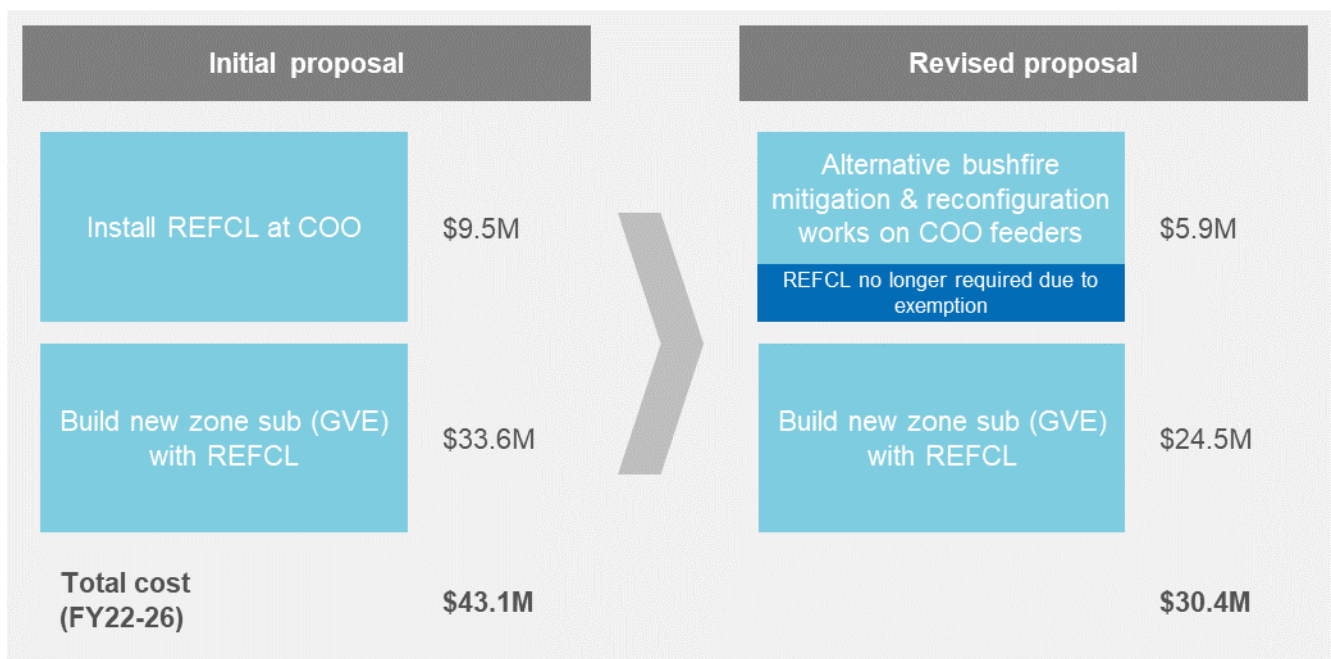 Initial proposal
Install REFCL at COO
$9.5M
Build new zone sub (GVE)
with REFCL
$33.6M
Total cost
(FY22-26)
$43.1M
Revised proposal
Alternative bushfire
mitigation & reconfiguration
works on COO feeders
$5.9M
REFCL no longer required due to
exemption
Build new zone sub (GVE)
with REFCL
$24.5M
$30.4M